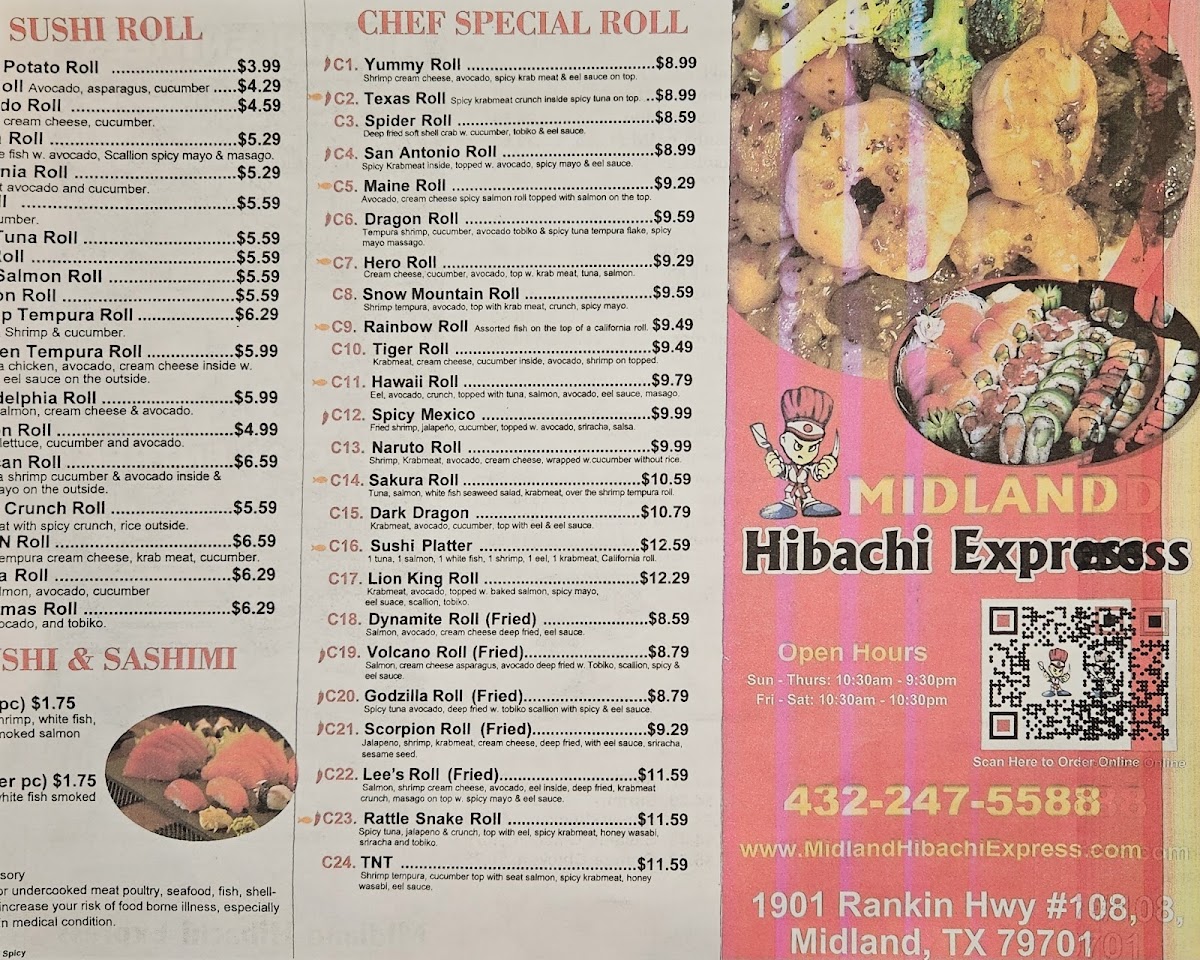 SUSHI ROLL
Potato Roll ....................$3.99
oll Avocado, asparagus, cucumber .....$4.29
do Roll ...........................$4.59
cream cheese, cucumber.
Roll ...............................$5.29
e fish w. avocado, Scallion spicy mayo & masago.
nia Roll ..........................$5.29
t avocado and cucumber.
ll ...................................$5.59
umber.
Tuna Roll ........................$5.59
Roll ................................$5.59
Salmon Roll .....................$5.59
on Roll ...........................$5.59
p Tempura Roll ................$6.29
Shrimp & cucumber.
en Tempura Roll ...............$5.99
a chicken, avocado, cream cheese inside w.
eel sauce on the outside.
delphia Roll .....................$5.99
almon, cream cheese & avocado.
n Roll .............................$4.99
lettuce, cucumber and avocado.
an Roll ...........................$6.59
a shrimp cucumber & avocado inside &
ayo on the outside.
Crunch Roll ....................$5.59
at with spicy crunch, rice outside.
N Roll .............................$6.59
empura cream cheese, krab meat, cucumber.
a Roll .............................$6.29
lmon, avocado, cucumber
mas Roll .........................$6.29
ocado, and tobiko.
SHI & SASHIMI
pc) $1.75
hrimp, white fish,
moked salmon
er pc) $1.75
white fish smoked
sory
or undercooked meat poultry, seafood, fish, shell-
increase your risk of food borne illness, especially
n medical condition.
Spicy
CHEF SPECIAL ROLL
C1. Yummy Roll ..............................$8.99
Shrimp cream cheese, avocado, spicy krab meat & eel sauce on top.
C2. Texas Roll Spicy krabmeat crunch inside spicy tuna on top. ..$8.99
C3. Spider Roll ...............................$8.59
Deep fried soft shell crab w. cucumber, tobiko & eel sauce.
C4. San Antonio Roll .......................$8.99
Spicy Krabmeat inside, topped w. avocado, spicy mayo & eel sauce.
C5. Maine Roll ................................$9.29
Avocado, cream cheese spicy salmon roll topped with salmon on the top.
C6. Dragon Roll ..............................$9.59
Tempura shrimp, cucumber, avocado tobiko & spicy tuna tempura flake, spicy
mayo massago.
C7. Hero Roll .................................$9.29
Cream cheese, cucumber, avocado, top w. krab meat, tuna, salmon.
C8. Snow Mountain Roll ...................$9.59
Shrimp tempura, avocado, top with krab meat, crunch, spicy mayo.
C9. Rainbow Roll Assorted fish on the top of a california roll. $9.49
C10. Tiger Roll ...............................$9.49
Krabmeat, cream cheese, cucumber inside, avocado, shrimp on topped.
C11. Hawaii Roll .............................$9.79
Eel, avocado, crunch, topped with tuna, salmon, avocado, eel sauce, masago.
C12. Spicy Mexico ..........................$9.99
Fried shrimp, jalapeño, cucumber, topped w. avocado, sriracha, salsa.
C13. Naruto Roll ............................$9.99
Shrimp, Krabmeat, avocado, cream cheese, wrapped w.cucumber without rice.
C14. Sakura Roll ...........................$10.59
Tuna, salmon, white fish seaweed salad, krabmeat, over the shrimp tempura roll.
C15. Dark Dragon ..........................$10.79
Krabmeat, avocado, cucumber, top with eel & eel sauce.
C16. Sushi Platter ..........................$12.59
1 tuna, 1 salmon, 1 white fish, 1 shrimp, 1 eel, 1 krabmeat, California roll.
C17. Lion King Roll .........................$12.29
Krabmeat, avocado, topped w. baked salmon, spicy mayo,
eel suace, scallion, tobiko.
C18. Dynamite Roll (Fried) ................$8.59
Salmon, avocado, cream cheese deep fried, eel sauce.
C19. Volcano Roll (Fried)..................$8.79
Salmon, cream cheese asparagus, avocado deep fried w. Tobiko, scallion, spicy &
eel sauce.
C20. Godzilla Roll (Fried)..................$8.79
Spicy tuna avocado, deep fried w. tobiko scallion with spicy & eel sauce.
C21. Scorpion Roll (Fried).................$9.29
Jalapeno, shrimp, krabmeat, cream cheese, deep fried, with eel sauce, sriracha,
sesame seed.
C22. Lee's Roll (Fried)......................$11.59
Salmon, shrimp cream cheese, avocado, eel inside, deep fried, krabmeat
crunch, masago on top w. spicy mayo & eel sauce.
C23. Rattle Snake Roll .....................$11.59
Spicy tuna, jalapeno & crunch, top with eel, spicy krabmeat, honey wasabi,
sriracha and tobiko.
C24. TNT .......................................$11.59
Shrimp tempura, cucumber top with seat salmon, spicy krabmeat, honey
wasabi, eel sauce.
MIDLAND
Hibachi Express
Open Hours
Sun - Thurs: 10:30am - 9:30pm
Fri - Sat: 10:30am - 10:30pm
Scan Here to Order Online
432-247-5588
www.MidlandHibachiExpress.com
1901 Rankin Hwy #108,
Midland, TX 79701